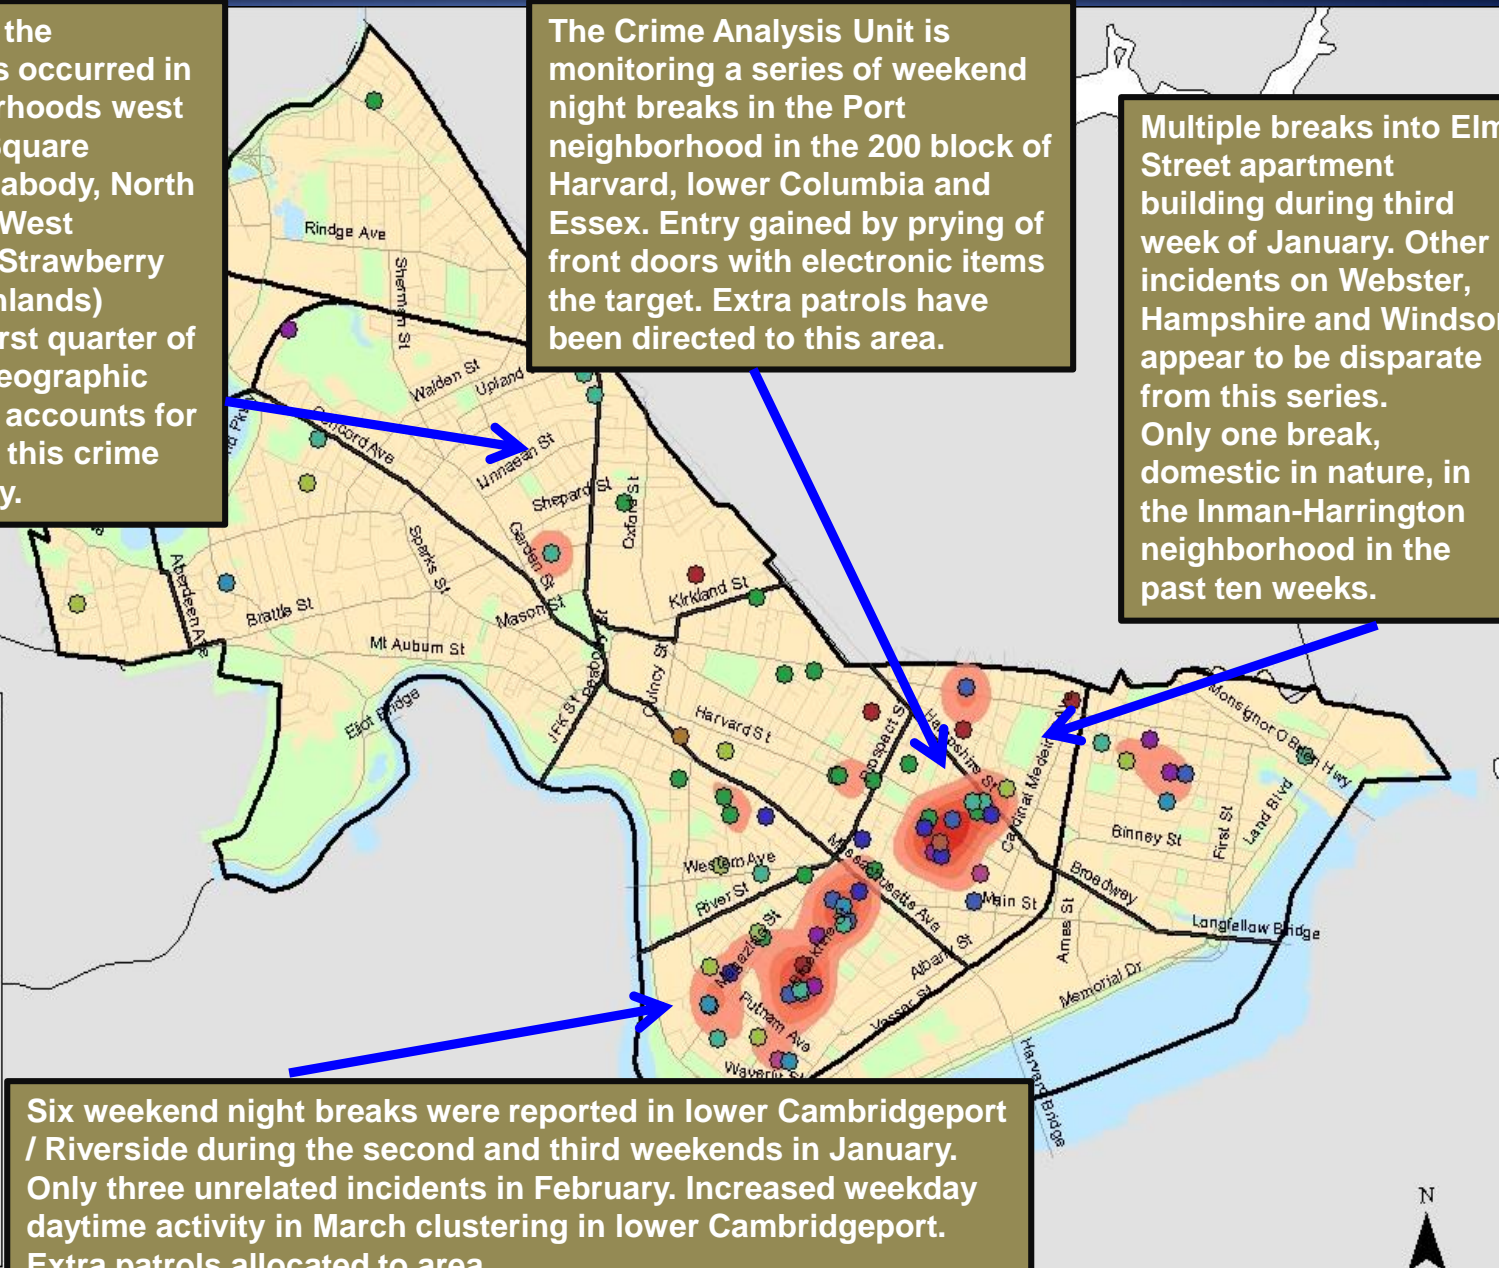 the
s occurred in
rhoods west
Square
abody, North
West
Strawberry
nlands)
rst quarter of
eographic
accounts for
this crime
y.
The Crime Analysis Unit is
monitoring a series of weekend
night breaks in the Port
neighborhood in the 200 block of
Harvard, lower Columbia and
Essex. Entry gained by prying of
front doors with electronic items
the target. Extra patrols have
been directed to this area.
Multiple breaks into Elm
Street apartment
building during third
week of January. Other
incidents on Webster,
Hampshire and Windsor
appear to be disparate
from this series.
Only one break,
domestic in nature, in
the Inman-Harrington
neighborhood in the
past ten weeks.
Rindge Ave
Sherman St
Walden St
Upland
Concord Ave
Linnaean St
Shepard St
Oxford St
Garden St
Sparks St
Aberdeen Ave
Brattle St
Mason St
Kirkland St
Mt Auburn St
Peabody St
Quincy St
Eliot Bridge
JFK St
Harvard St
Prospect St
Hampshire St
Cardinal Medeiros
Monsignor O'Brien Hwy
Land Blvd
First St
Binney St
Broadway
Western Ave
River St
Massachusetts Ave
Main St
Ames St
Longfellow Bridge
Magazine St
Brookline St
Albany St
Vassar St
Memorial Dr
Putnam Ave
Waverly St
Harvard Bridge
Six weekend night breaks were reported in lower Cambridgeport
/ Riverside during the second and third weekends in January.
Only three unrelated incidents in February. Increased weekday
daytime activity in March clustering in lower Cambridgeport.
Extra patrols allocated to area.
N